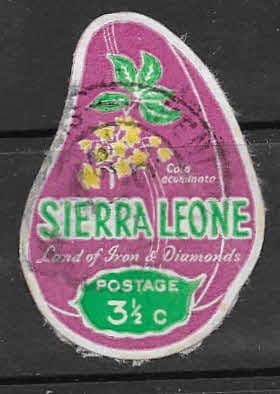 Cola
acuminata
SIERRA LEONE
Land of Iron & Diamonds
POSTAGE
3½ C